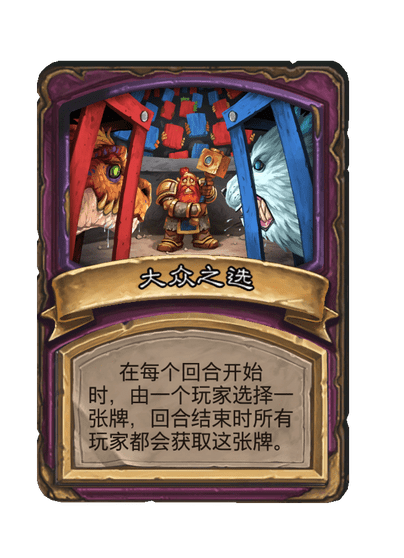 大众之选
在每个回合开始
时，由一个玩家选择一
张牌，回合结束时所有
玩家都会获取这张牌。